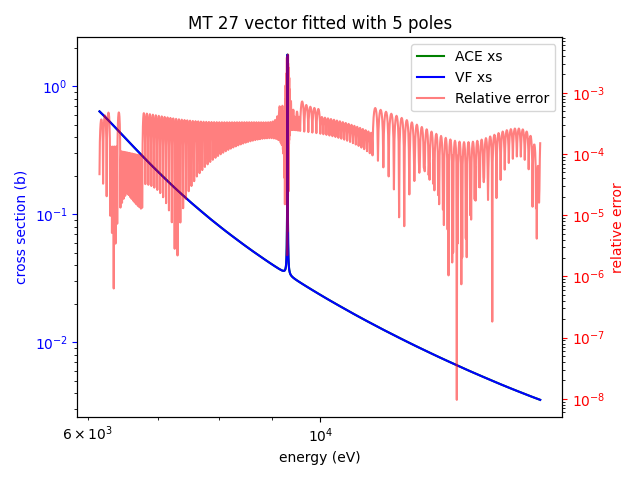 MT 27 vector fitted with 5 poles
ACE xs
VF xs
Relative error
cross section (b)
10⁰
10⁻¹
10⁻²
10⁻³
10⁻⁴
10⁻⁵
10⁻⁶
10⁻⁷
10⁻⁸
relative error
6 × 10³
10⁴
energy (eV)